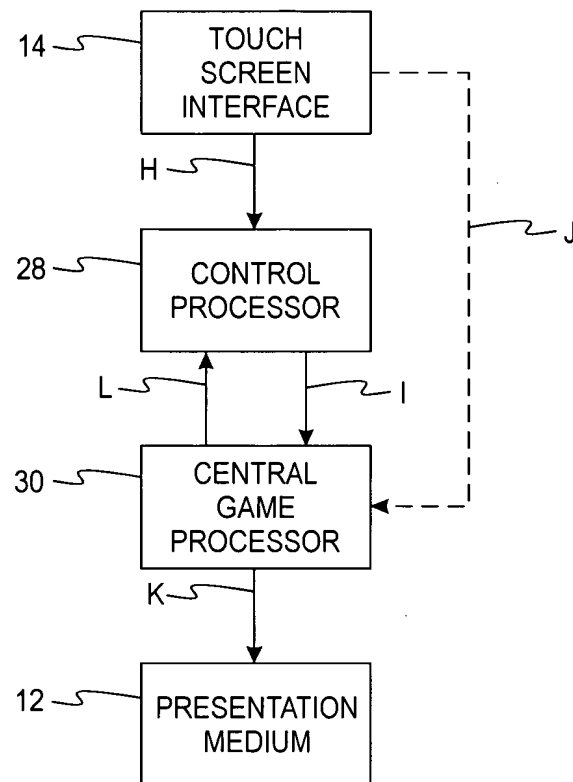 14
TOUCH
SCREEN
INTERFACE
H
J
28
CONTROL
PROCESSOR
L
I
30
CENTRAL
GAME
PROCESSOR
K
12
PRESENTATION
MEDIUM